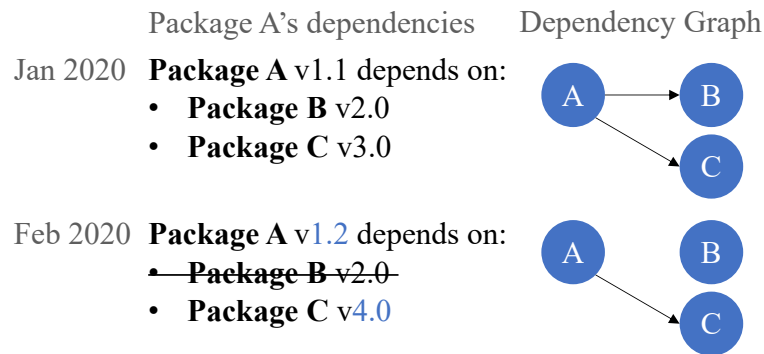 Package A’s dependencies Dependency Graph
Jan 2020 Package A v1.1 depends on:
• Package B v2.0
• Package C v3.0
A B
C
Feb 2020 Package A v1.2 depends on:
• Package B v2.0
• Package C v4.0
A B
C